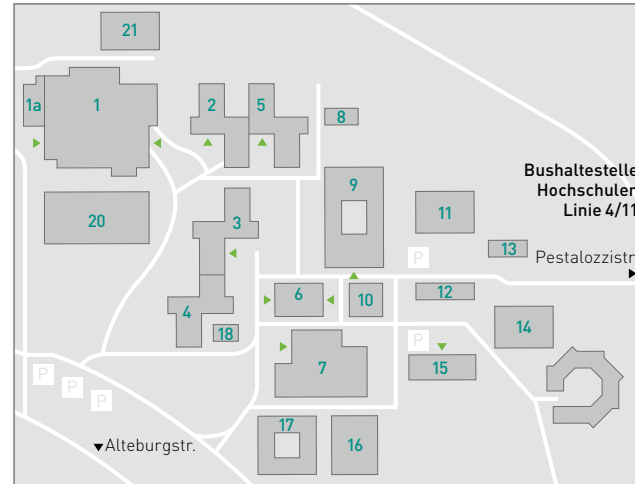 21
1a
1
2
5
8
9
Bushaltestelle
Hochschulen
Linie 4/11
11
20
3
13
P
Pestalozzistr.
6
10
12
4
18
14
P
7
15
P
P
P
17
16
Alteburgstr.